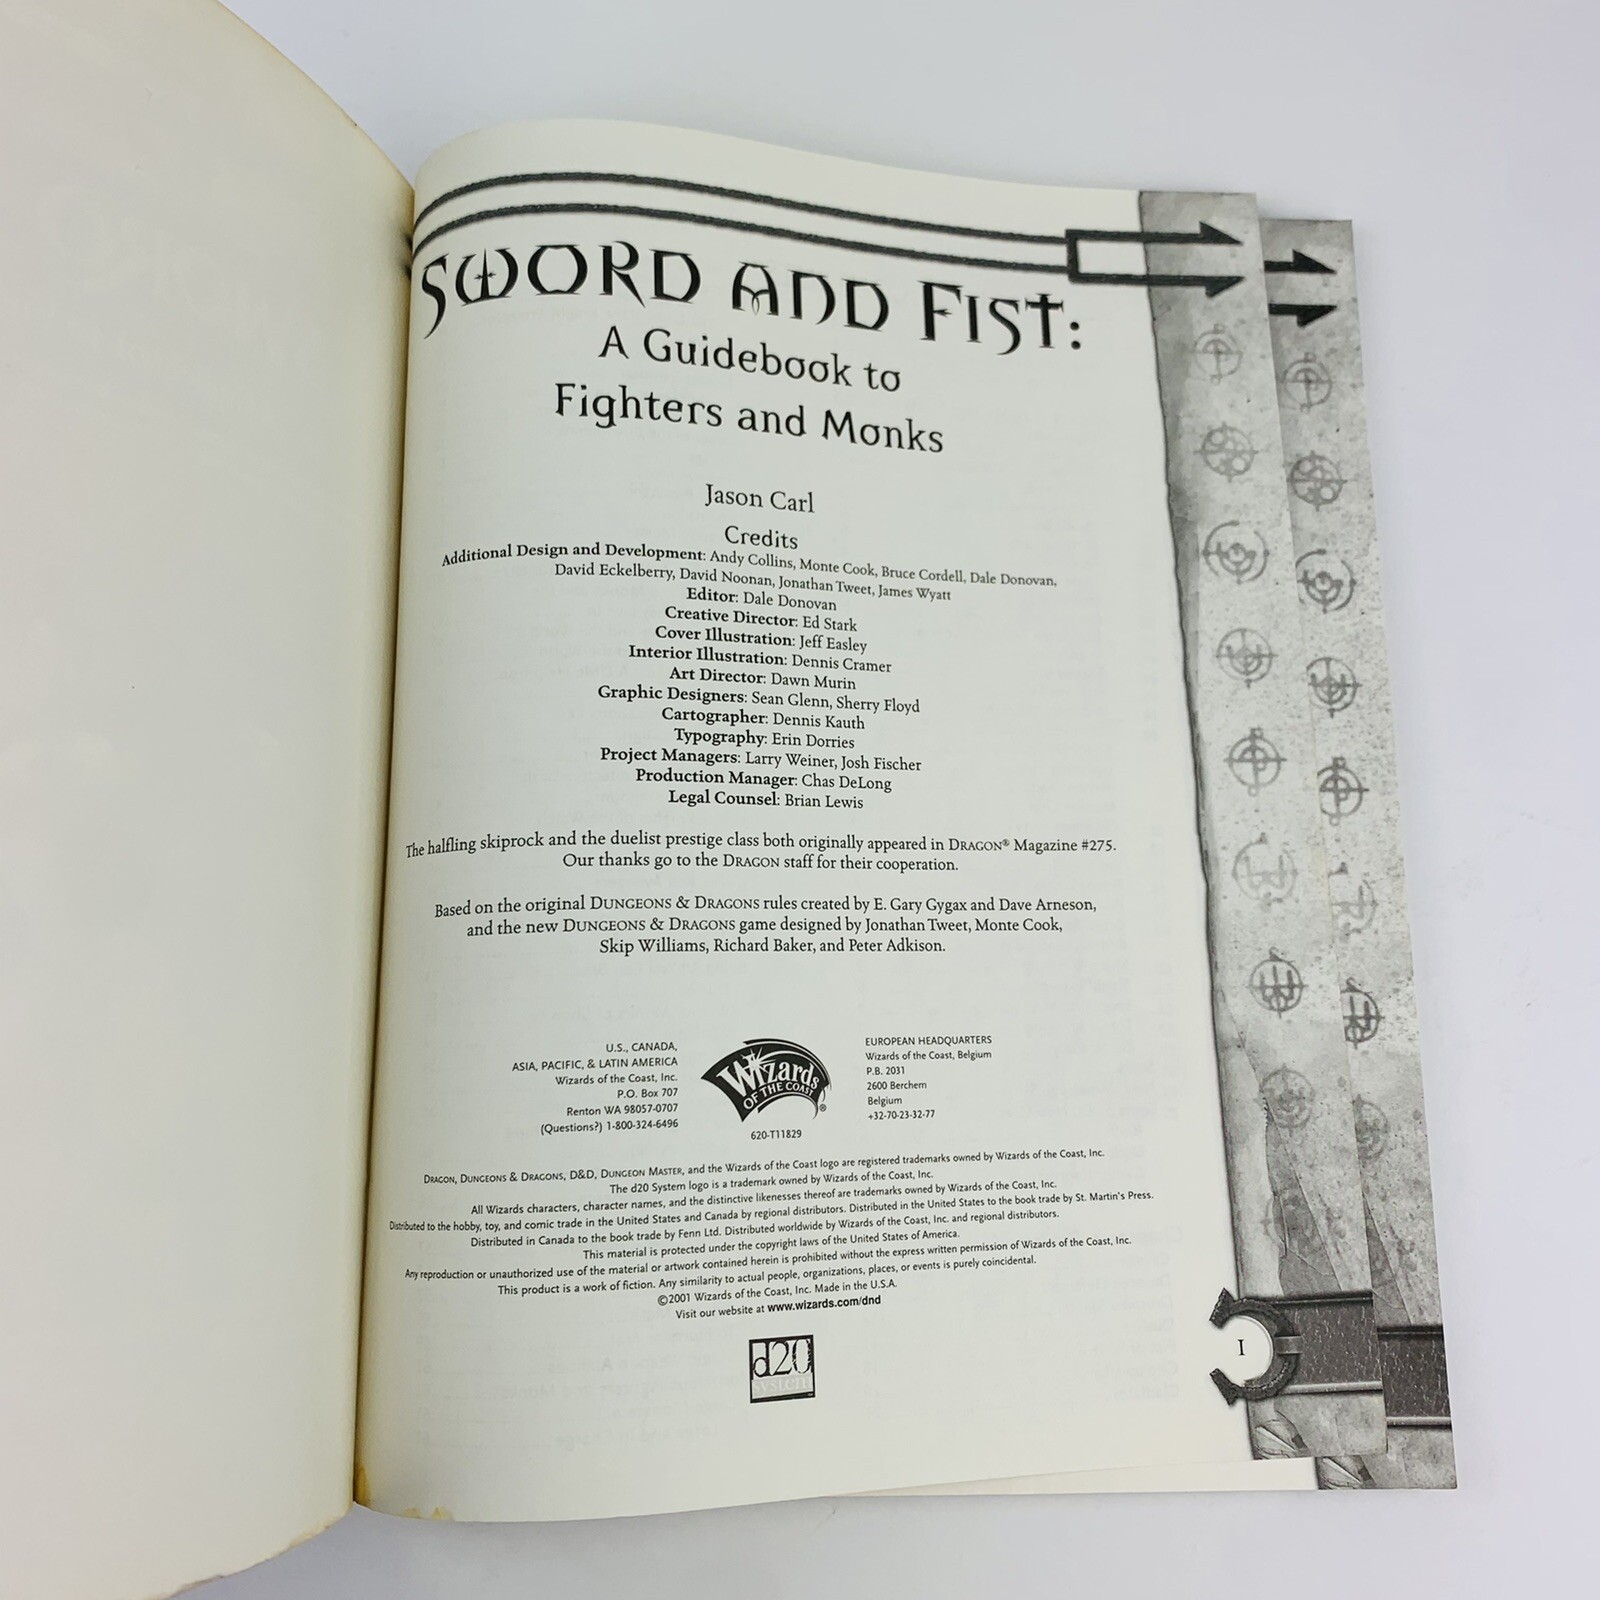 SWORD AND FIST:
A Guidebook to
Fighters and Monks
Jason Carl
Credits
Additional Design and Development: Andy Collins, Monte Cook, Bruce Cordell, Dale Donovan,
David Eckelberry, David Noonan, Jonathan Tweet, James Wyatt
Editor: Dale Donovan
Creative Director: Ed Stark
Cover Illustration: Jeff Easley
Interior Illustration: Dennis Cramer
Art Director: Dawn Murin
Graphic Designers: Sean Glenn, Sherry Floyd
Cartographer: Dennis Kauth
Typography: Erin Dorries
Project Managers: Larry Weiner, Josh Fischer
Production Manager: Chas DeLong
Legal Counsel: Brian Lewis
The halfling skiprock and the duelist prestige class both originally appeared in DRAGON® Magazine #275.
Our thanks go to the DRAGON staff for their cooperation.
Based on the original DUNGEONS & DRAGONS rules created by E. Gary Gygax and Dave Arneson,
and the new DUNGEONS & DRAGONS game designed by Jonathan Tweet, Monte Cook,
Skip Williams, Richard Baker, and Peter Adkison.
U.S., CANADA,
ASIA, PACIFIC, & LATIN AMERICA
Wizards of the Coast, Inc.
P.O. Box 707
Renton WA 98057-0707
(Questions?) 1-800-324-6496
Wizards
OF THE COAST®
620-T11829
EUROPEAN HEADQUARTERS
Wizards of the Coast, Belgium
P.B. 2031
2600 Berchem
Belgium
+32-70-23-32-77
DRAGON, DUNGEONS & DRAGONS, D&D, DUNGEON MASTER, and the Wizards of the Coast logo are registered trademarks owned by Wizards of the Coast, Inc.
The d20 System logo is a trademark owned by Wizards of the Coast, Inc.
All Wizards characters, character names, and the distinctive likenesses thereof are trademarks owned by Wizards of the Coast, Inc.
Distributed to the hobby, toy, and comic trade in the United States and Canada by regional distributors. Distributed in the United States to the book trade by St. Martin's Press.
Distributed in Canada to the book trade by Fenn Ltd. Distributed worldwide by Wizards of the Coast, Inc. and regional distributors.
This material is protected under the copyright laws of the United States of America.
Any reproduction or unauthorized use of the material or artwork contained herein is prohibited without the express written permission of Wizards of the Coast, Inc.
This product is a work of fiction. Any similarity to actual people, organizations, places, or events is purely coincidental.
©2001 Wizards of the Coast, Inc. Made in the U.S.A.
Visit our website at www.wizards.com/dnd
d20
system
1